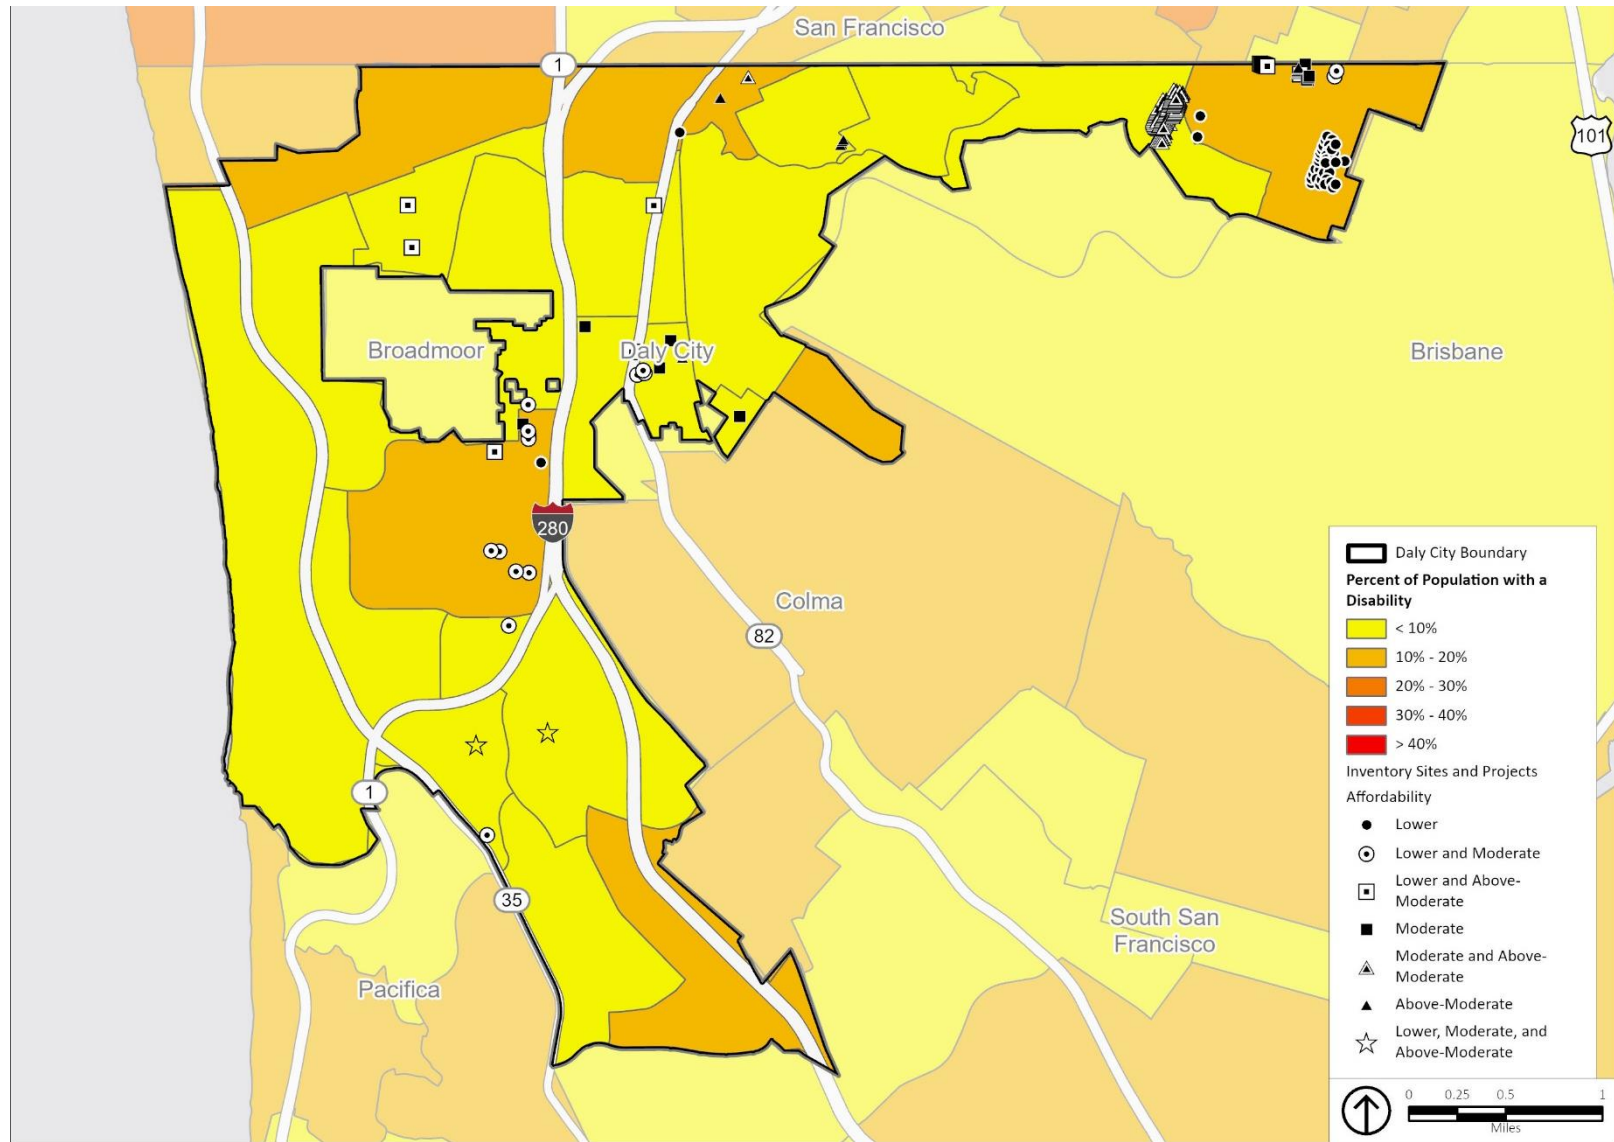 San Francisco
1
101
Broadmoor
Daly City
Brisbane
280
Colma
82
1
35
South San
Francisco
Pacifica
Daly City Boundary
Percent of Population with a
Disability
< 10%
10% - 20%
20% - 30%
30% - 40%
> 40%
Inventory Sites and Projects
Affordability
Lower
Lower and Moderate
Lower and Above-
Moderate
Moderate
Moderate and Above-
Moderate
Above-Moderate
Lower, Moderate, and
Above-Moderate
0 0.25 0.5 1
Miles